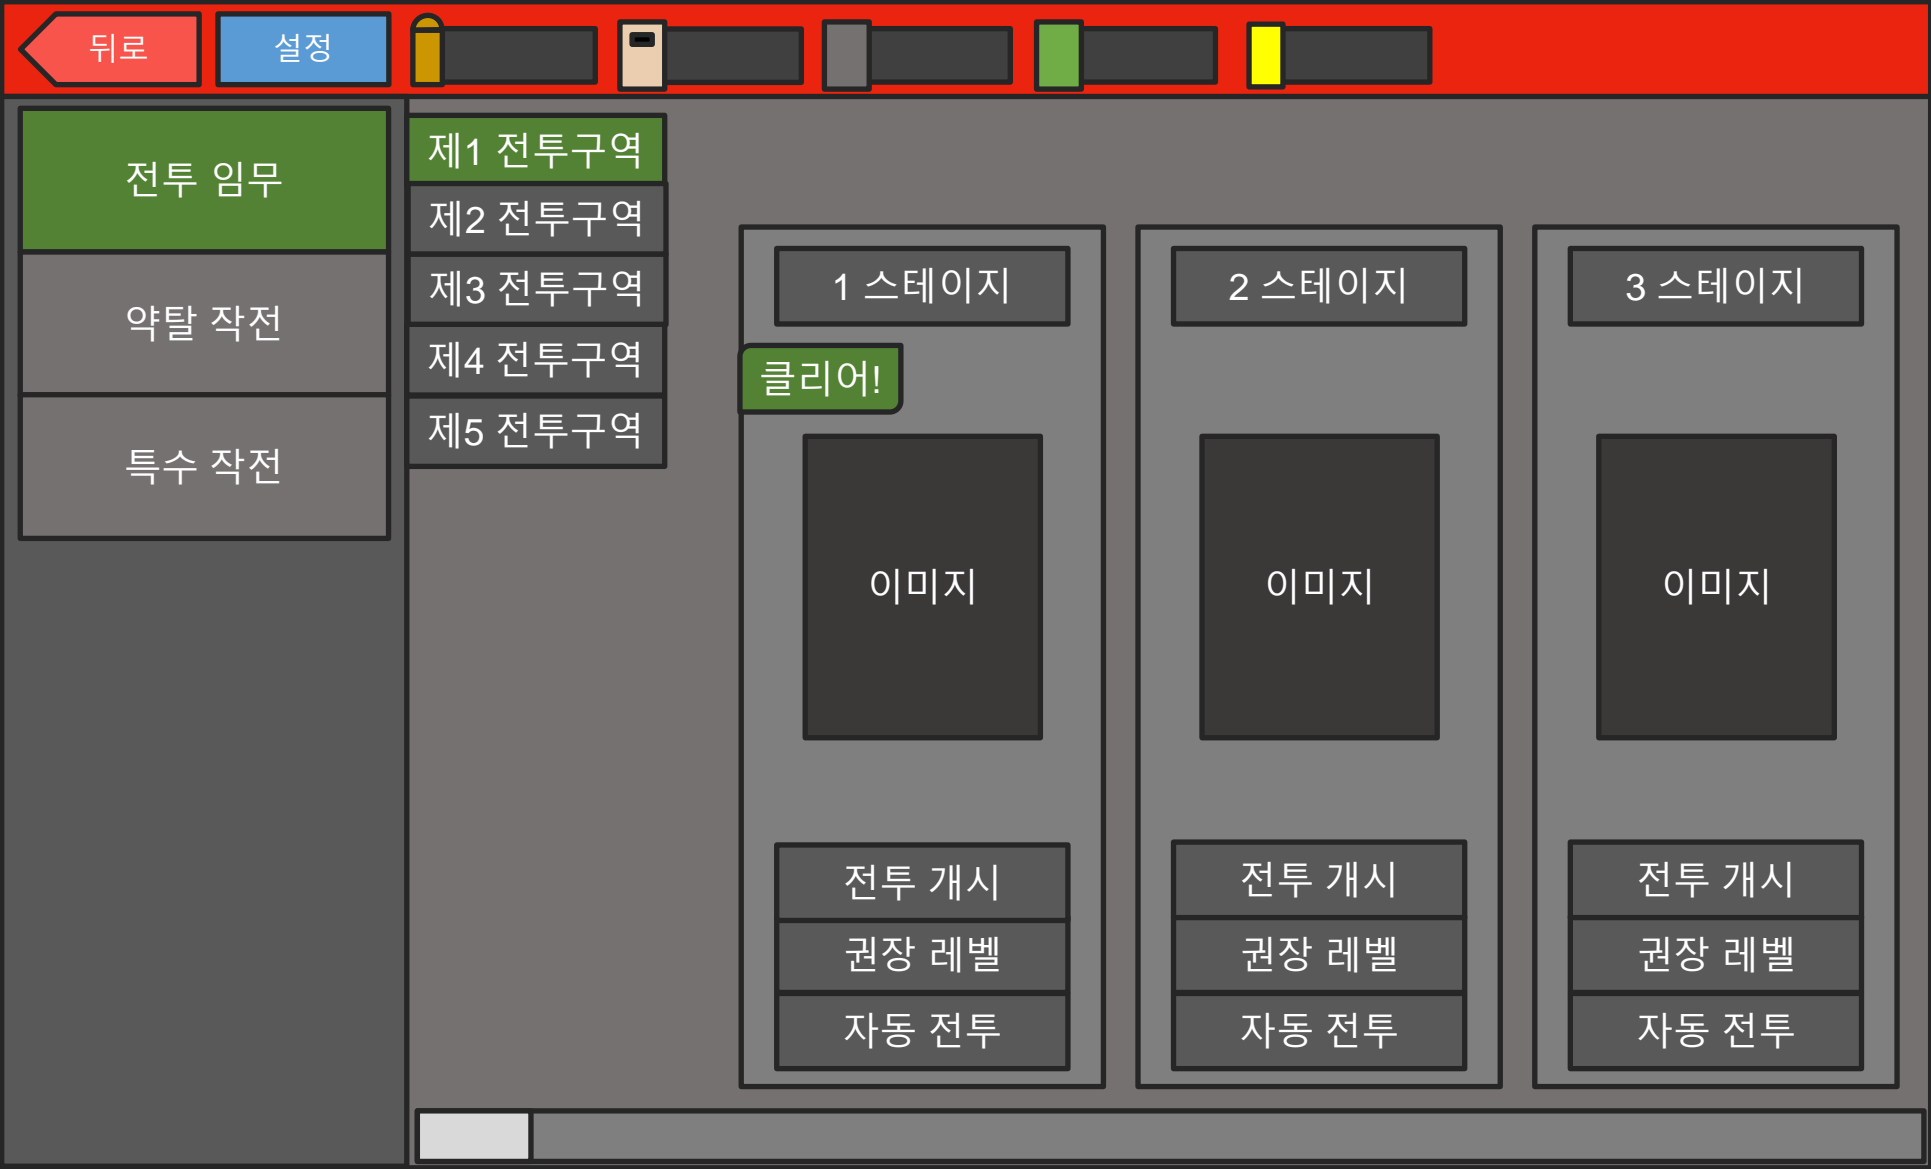 뒤로
설정
전투 임무
약탈 작전
특수 작전
제1 전투구역
제2 전투구역
제3 전투구역
제4 전투구역
제5 전투구역
1 스테이지
클리어!
이미지
전투 개시
권장 레벨
자동 전투
2 스테이지
이미지
전투 개시
권장 레벨
자동 전투
3 스테이지
이미지
전투 개시
권장 레벨
자동 전투